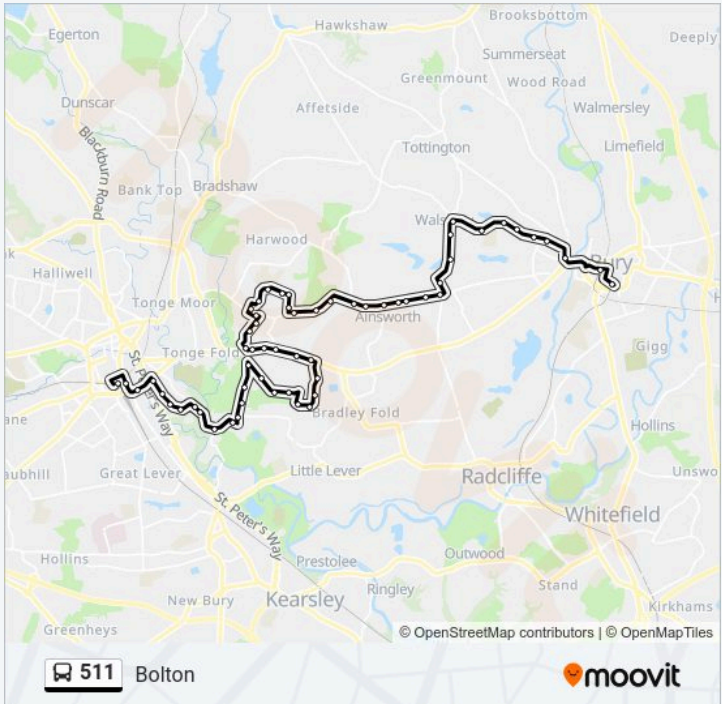 Egerton
Hawkshaw
Brooksbottom
Deeply
Summerseat
Greenmount
Wood Road
Dunscar
Affetside
Walmersley
Blackburn Road
Tottington
Limefield
Bank Top
Bradshaw
Wals
Harwood
Bury
k
Halliwell
Tonge Moor
Ainsworth
Tonge Fold
Gigg
St. Peter's Way
ane
Bradley Fold
Hollins
aubhill
Great Lever
Little Lever
Radcliffe
Unswo
St. Peter's Way
Whitefield
Hollins
Prestolee
Outwood
Ringley
Stand
New Bury
Kearsley
Kirkhams
Greenheys
© OpenStreetMap contributors | © OpenMapTiles
511 Bolton
moovit